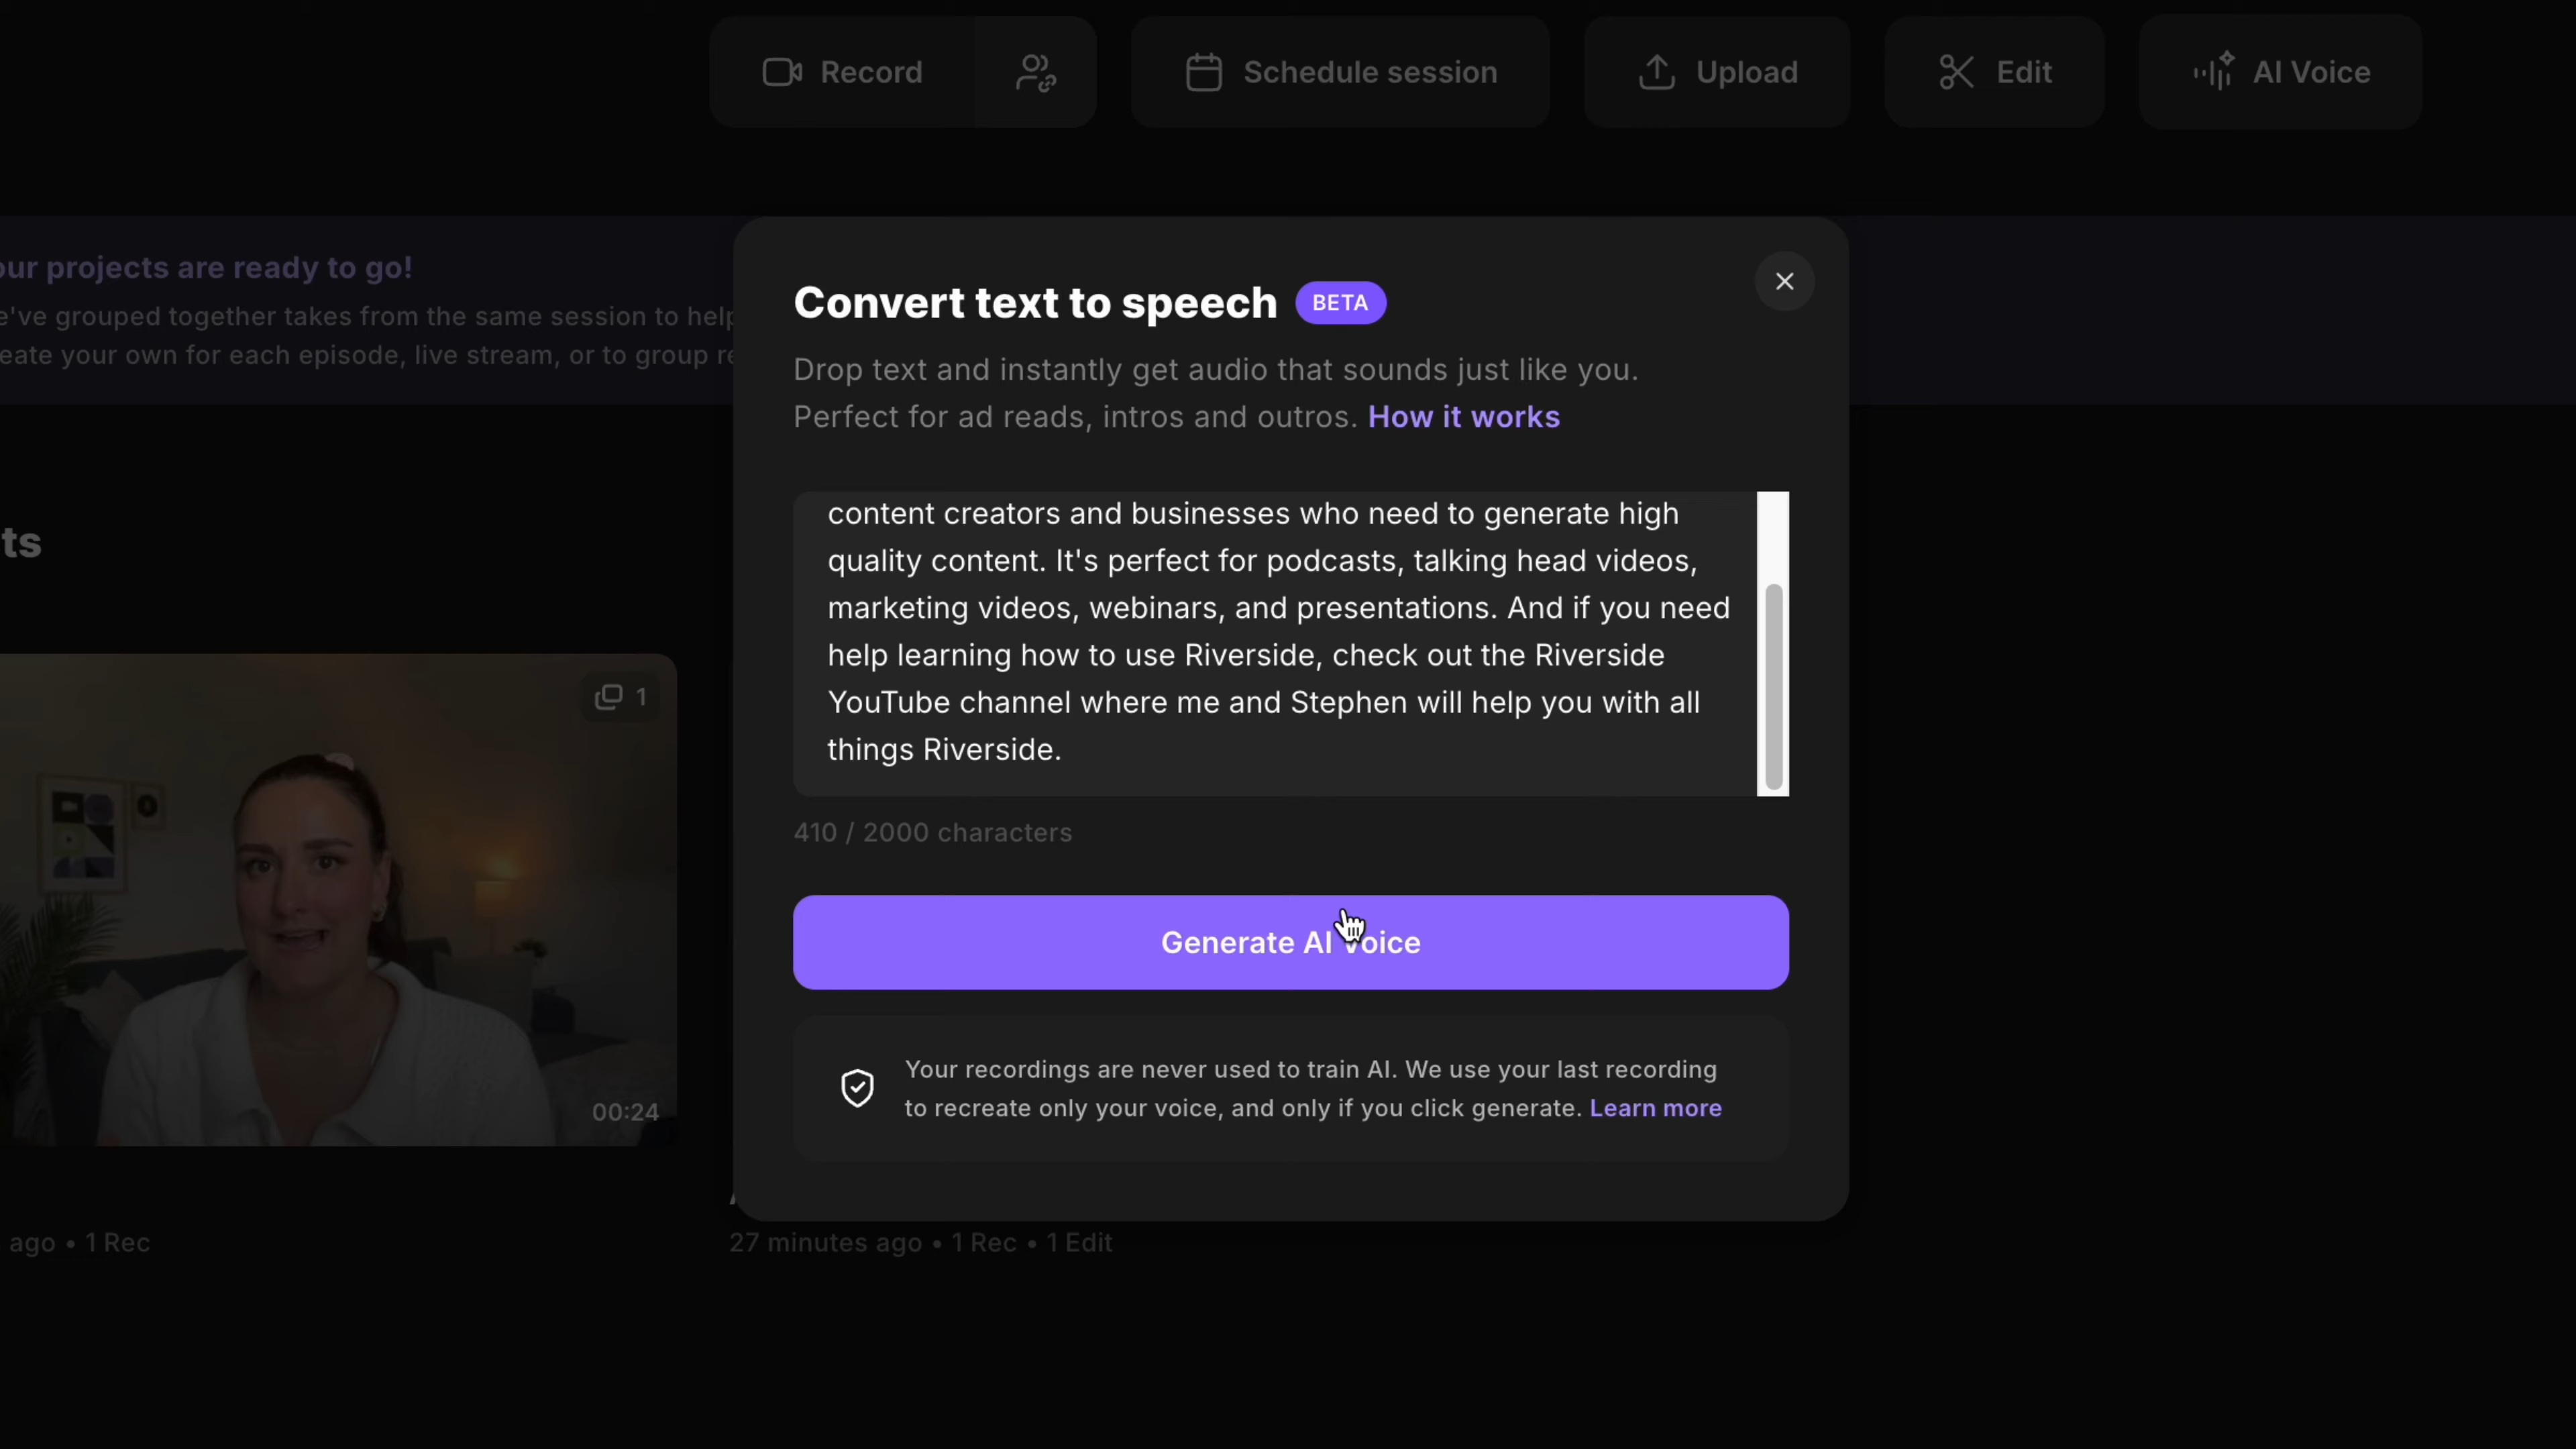 Record
Schedule session
Upload
Edit
AI Voice
our projects are ready to go!
e've grouped together takes from the same session to help
eate your own for each episode, live stream, or to group re
ts
1
00:24
ago • 1 Rec
Convert text to speech BETA
Drop text and instantly get audio that sounds just like you.
Perfect for ad reads, intros and outros. How it works
content creators and businesses who need to generate high
quality content. It's perfect for podcasts, talking head videos,
marketing videos, webinars, and presentations. And if you need
help learning how to use Riverside, check out the Riverside
YouTube channel where me and Stephen will help you with all
things Riverside.
410 / 2000 characters
Generate AI Voice
Your recordings are never used to train AI. We use your last recording
to recreate only your voice, and only if you click generate. Learn more
27 minutes ago • 1 Rec • 1 Edit